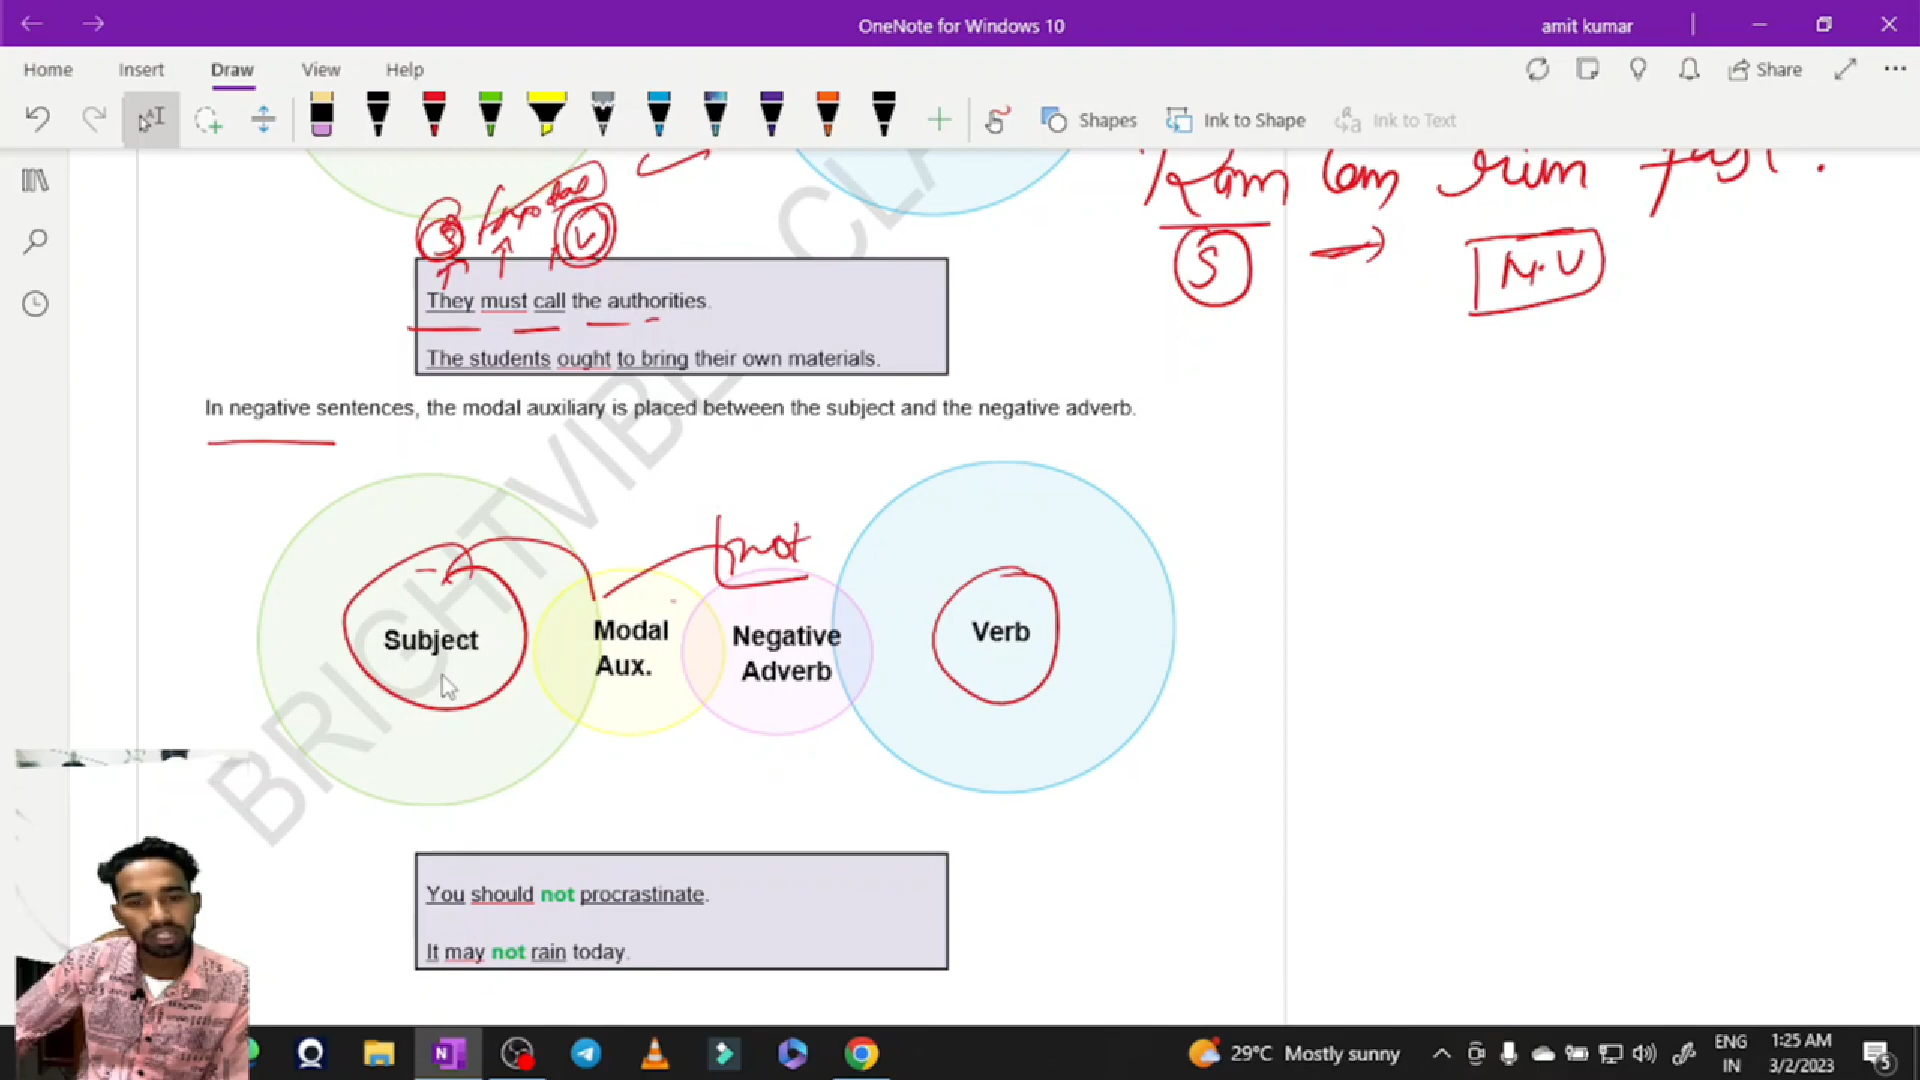 OneNote for Windows 10
amit kumar
Home Insert Draw View Help
Share
Shapes Ink to Shape Ink to Text
BRIGHTVIBE CLA
can run fast.
S V
S → M.V
They must call the authorities.
The students ought to bring their own materials.
In negative sentences, the modal auxiliary is placed between the subject and the negative adverb.
not
Subject
Modal
Aux.
Negative
Adverb
Verb
You should not procrastinate.
It may not rain today.
29°C Mostly sunny
ENG
IN
1:25 AM
3/2/2023
5